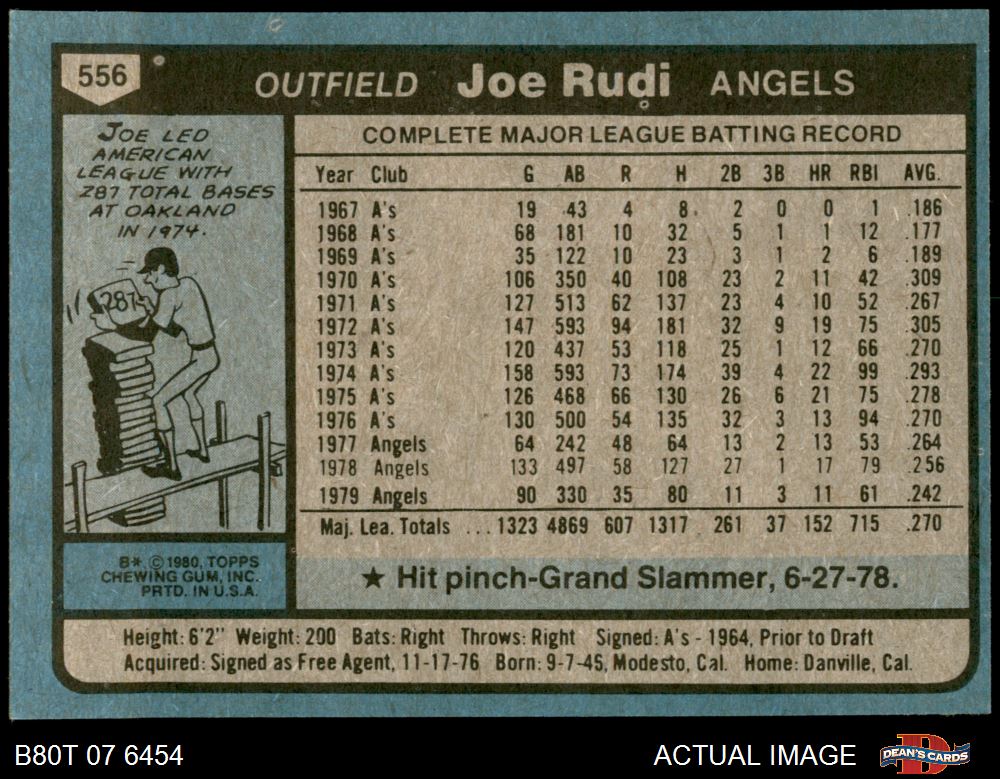 556 OUTFIELD Joe Rudi ANGELS
JOE LED
AMERICAN
LEAGUE WITH
287 TOTAL BASES
AT OAKLAND
IN 1974.
287
B* © 1980, TOPPS
CHEWING GUM, INC.
PRTD. IN U.S.A.
COMPLETE MAJOR LEAGUE BATTING RECORD
Year Club G AB R H 2B 3B HR RBI AVG.
1967 A's 19 43 4 8 2 0 0 1 .186
1968 A's 68 181 10 32 5 1 1 12 .177
1969 A's 35 122 10 23 3 1 2 6 .189
1970 A's 106 350 40 108 23 2 11 42 .309
1971 A's 127 513 62 137 23 4 10 52 .267
1972 A's 147 593 94 181 32 9 19 75 .305
1973 A's 120 437 53 118 25 1 12 66 .270
1974 A's 158 593 73 174 39 4 22 99 .293
1975 A's 126 468 66 130 26 6 21 75 .278
1976 A's 130 500 54 135 32 3 13 94 .270
1977 Angels 64 242 48 64 13 2 13 53 .264
1978 Angels 133 497 58 127 27 1 17 79 .256
1979 Angels 90 330 35 80 11 3 11 61 .242
Maj. Lea. Totals ... 1323 4869 607 1317 261 37 152 715 .270
★ Hit pinch-Grand Slammer, 6-27-78.
Height: 6'2" Weight: 200 Bats: Right Throws: Right Signed: A's - 1964, Prior to Draft
Acquired: Signed as Free Agent, 11-17-76 Born: 9-7-45, Modesto, Cal. Home: Danville, Cal.
B80T 07 6454 ACTUAL IMAGE DEAN'S CARDS